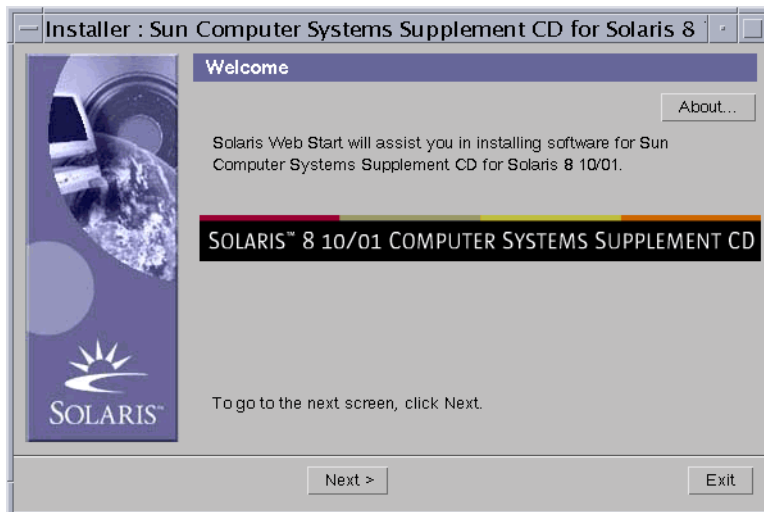 Installer : Sun Computer Systems Supplement CD for Solaris 8
Welcome
About...
Solaris Web Start will assist you in installing software for Sun
Computer Systems Supplement CD for Solaris 8 10/01.
SOLARIS™ 8 10/01 COMPUTER SYSTEMS SUPPLEMENT CD
To go to the next screen, click Next.
SOLARIS™
Next >
Exit